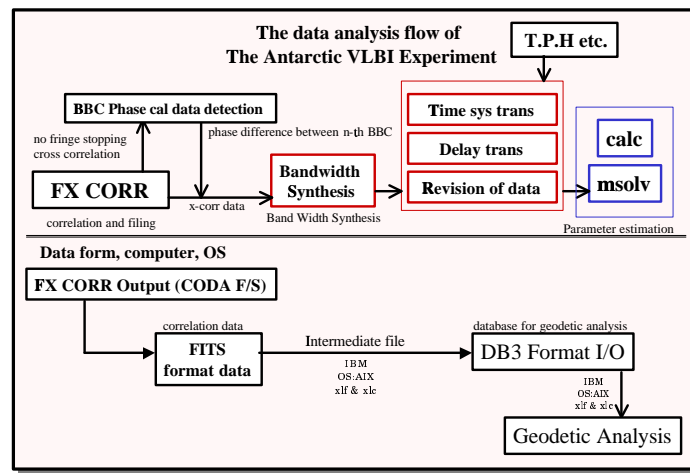 The data analysis flow of
The Antarctic VLBI Experiment
T.P.H etc.
BBC Phase cal data detection
no fringe stopping
cross correlation
phase difference between n-th BBC
FX CORR
correlation and filing
x-corr data
Bandwidth
Synthesis
Band Width Synthesis
Time sys trans
Delay trans
Revision of data
calc
msolv
Parameter estimation
Data form, computer, OS
FX CORR Output (CODA F/S)
correlation data
FITS
format data
Intermediate file
IBM
OS:AIX
xlf & xlc
database for geodetic analysis
DB3 Format I/O
IBM
OS:AIX
xlf & xlc
Geodetic Analysis